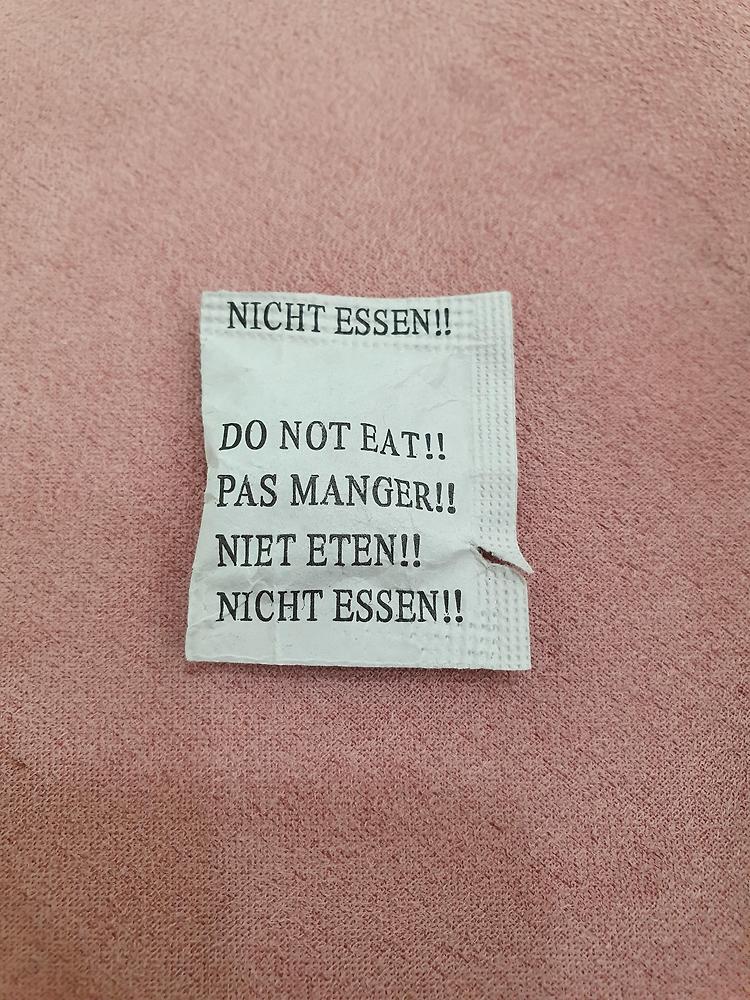 NICHT ESSEN!!
DO NOT EAT!!
PAS MANGER!!
NIET ETEN!!
NICHT ESSEN!!